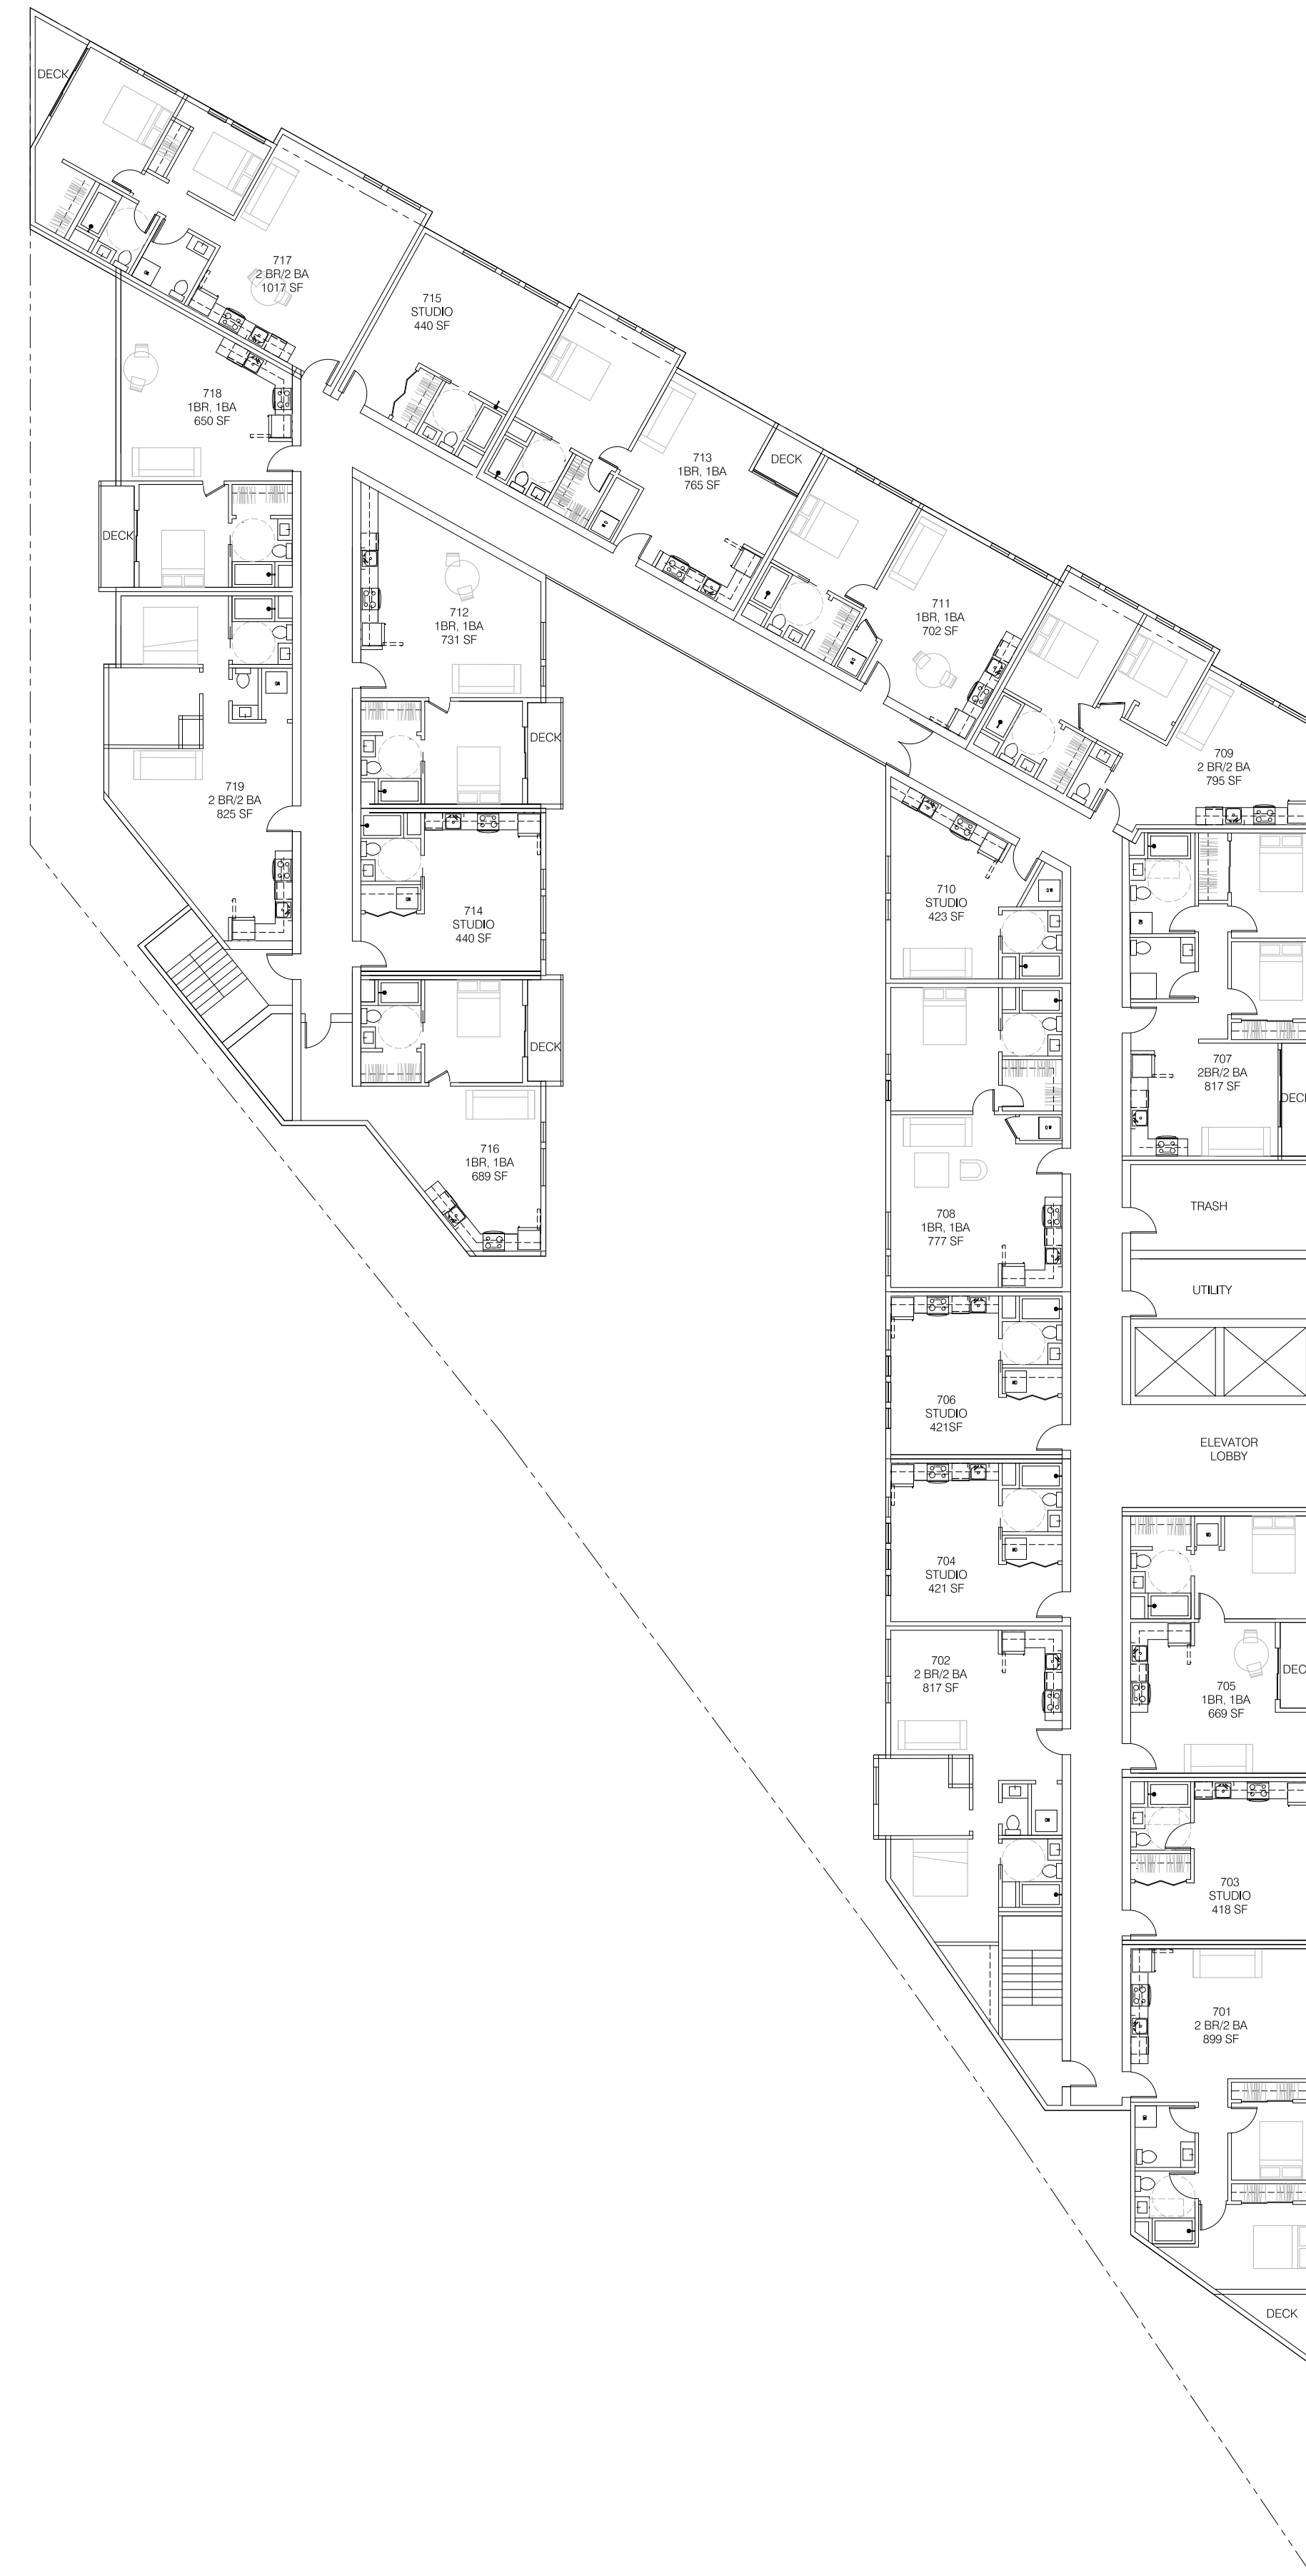 DECK
717
2 BR/2 BA
1017 SF
715
STUDIO
440 SF
718
1BR, 1BA
650 SF
713
1BR, 1BA
765 SF
DECK
DECK
712
1BR, 1BA
731 SF
711
1BR, 1BA
702 SF
DECK
709
2 BR/2 BA
795 SF
719
2 BR/2 BA
825 SF
710
STUDIO
423 SF
714
STUDIO
440 SF
DECK
707
2BR/2 BA
817 SF
DECK
716
1BR, 1BA
689 SF
TRASH
708
1BR, 1BA
777 SF
UTILITY
706
STUDIO
421SF
ELEVATOR
LOBBY
704
STUDIO
421 SF
702
2 BR/2 BA
817 SF
DEC
705
1BR, 1BA
669 SF
703
STUDIO
418 SF
701
2 BR/2 BA
899 SF
DECK